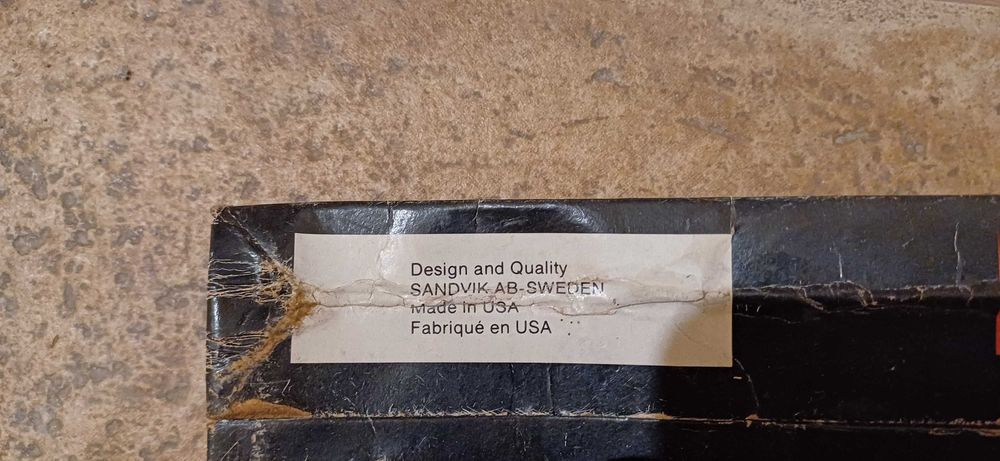 Design and Quality
SANDVIK AB-SWEDEN
Made in USA
Fabriqué en USA